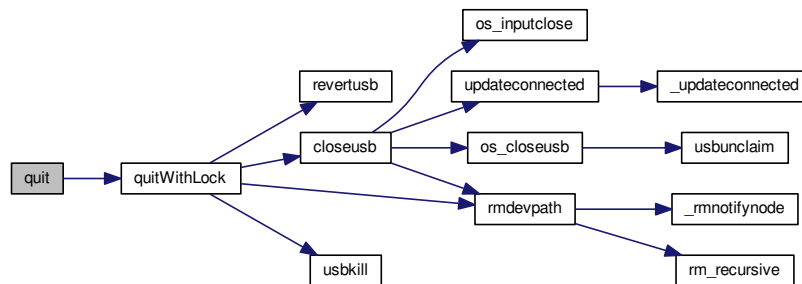 os_inputclose
revertusb
updateconnected
_updateconnected
quit
quitWithLock
closeusb
os_closeusb
usbunclaim
rmdevpath
_rmnotifynode
usbkill
rm_recursive